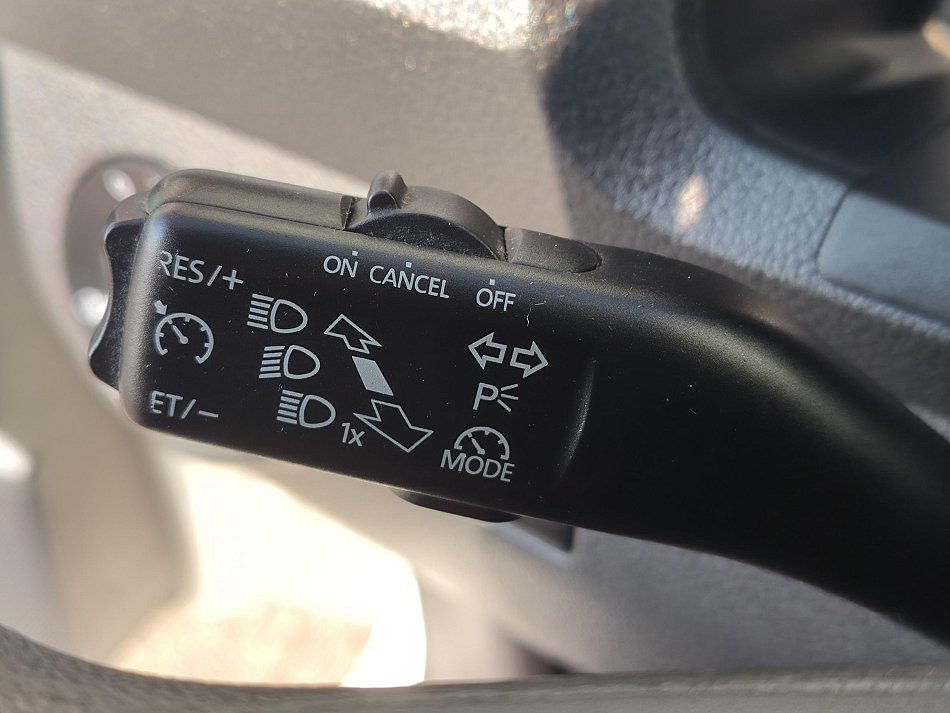 RES/+
ON CANCEL OFF
ET/-
1x
P
MODE